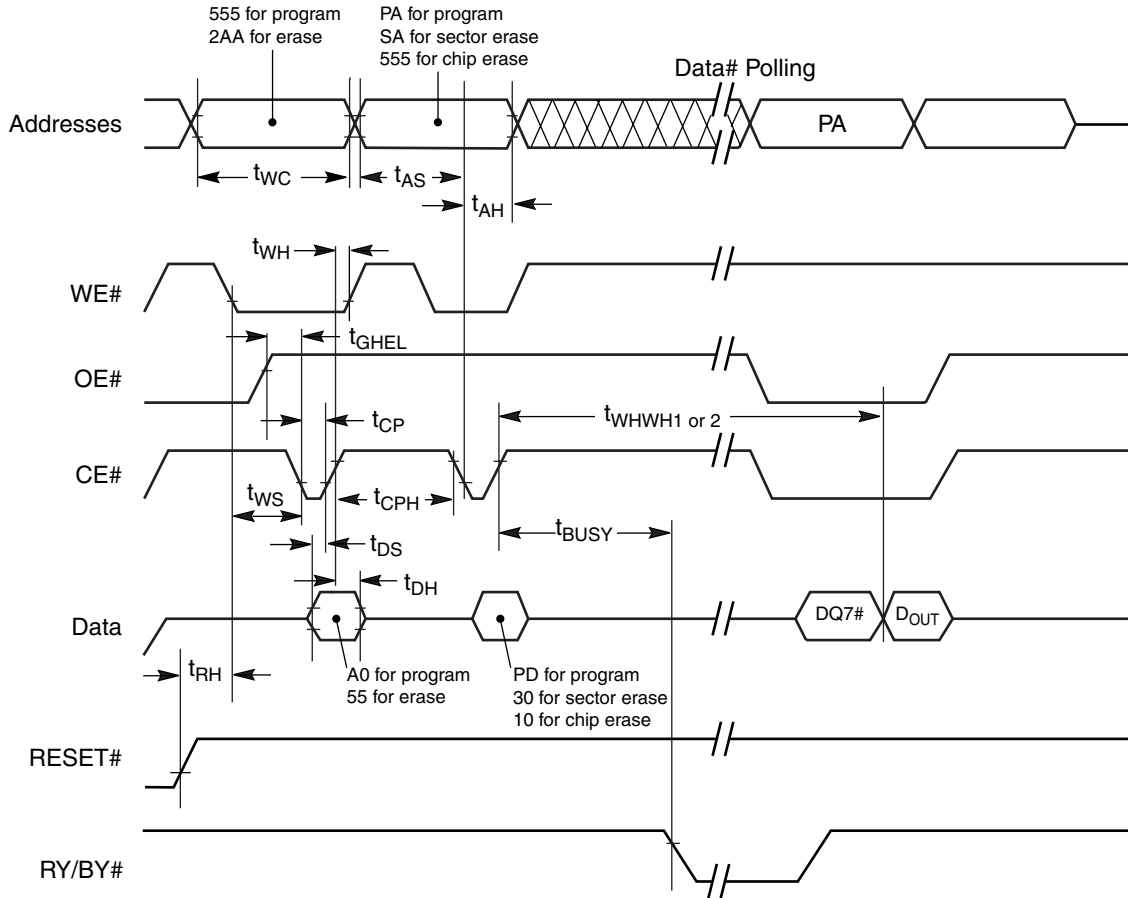 555 for program
2AA for erase
PA for program
SA for sector erase
555 for chip erase
Data# Polling
Addresses
PA
tWC
tAS
tAH
tWH
WE#
tGHEL
OE#
tCP
tWHWH1 or 2
CE#
tWS
tCPH
tBUSY
tDS
tDH
Data
DQ7#
DOUT
tRH
A0 for program
55 for erase
PD for program
30 for sector erase
10 for chip erase
RESET#
RY/BY#